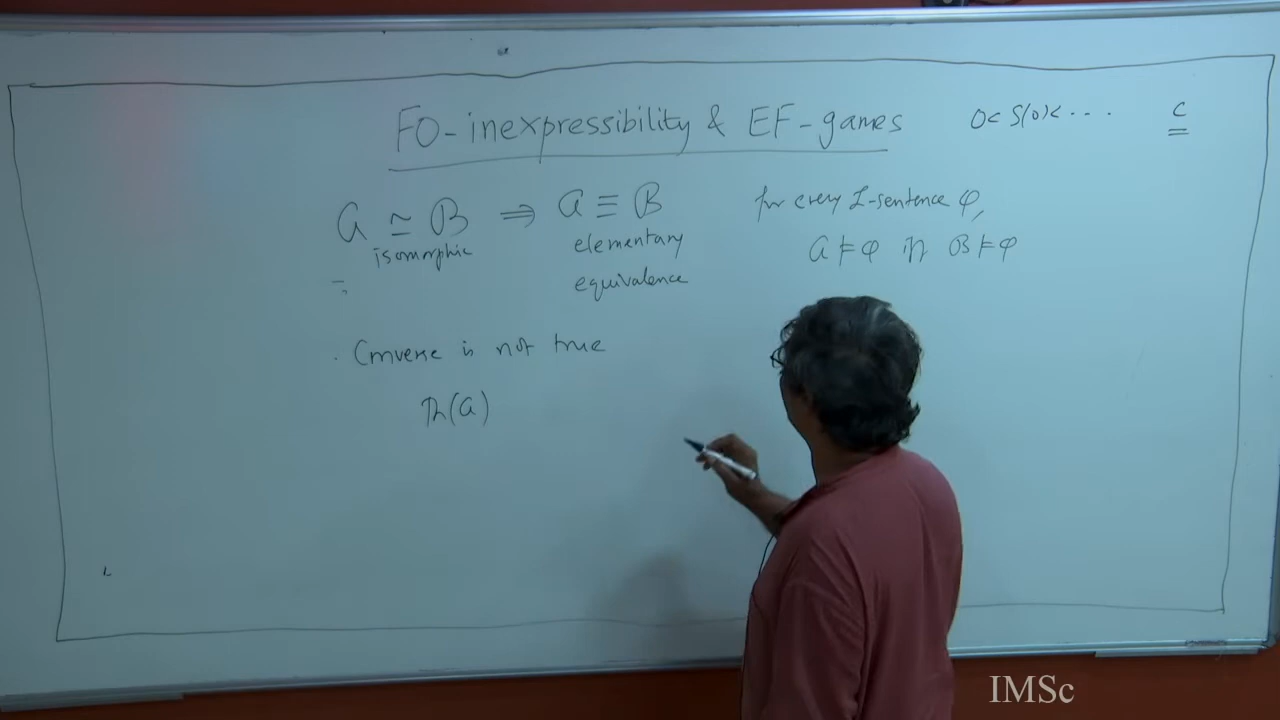 FO-inexpressibility & EF-games
0 < S(0) < ....
c
𝒜 ≃ ℬ ⇒ 𝒜 ≡ ℬ
isomorphic
elementary
equivalence
for every L-sentence φ,
𝒜 ⊨ φ iff ℬ ⊨ φ
. Converse is not true
Th(𝒜)
IMSc